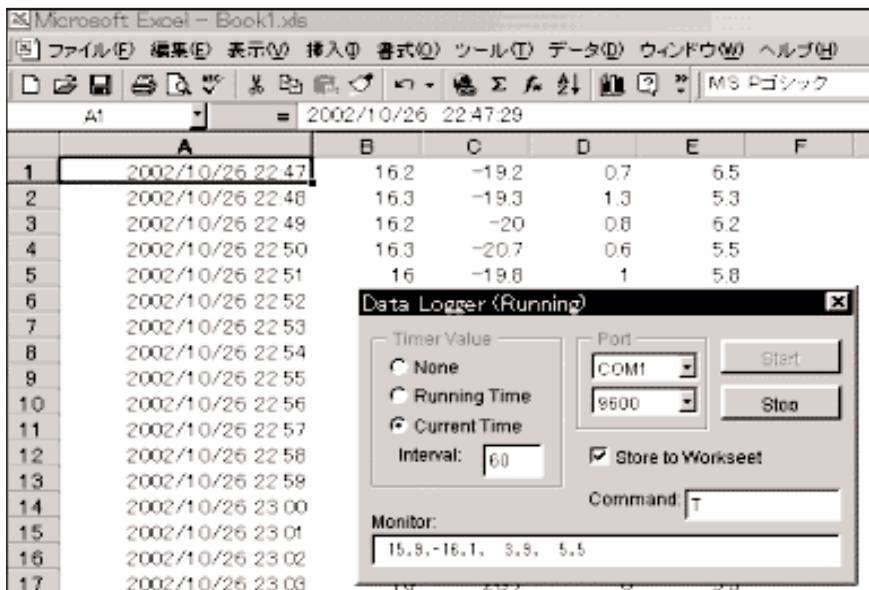 Microsoft Excel - Book1.xls
ファイル(F) 編集(E) 表示(V) 挿入(I) 書式(O) ツール(T) データ(D) ウィンドウ(W) ヘルプ(H)
MS Pゴシック
A1 = 2002/10/26 22:47:29
A B C D E F
1 2002/10/26 22:47 16.2 -19.2 0.7 6.5
2 2002/10/26 22:48 16.3 -19.3 1.3 5.3
3 2002/10/26 22:49 16.2 -20 0.8 6.2
4 2002/10/26 22:50 16.3 -20.7 0.6 5.5
5 2002/10/26 22:51 16 -19.8 1 5.8
6 2002/10/26 22:52
7 2002/10/26 22:53
8 2002/10/26 22:54
9 2002/10/26 22:55
10 2002/10/26 22:56
11 2002/10/26 22:57
12 2002/10/26 22:58
13 2002/10/26 22:59
14 2002/10/26 23:00
15 2002/10/26 23:01
16 2002/10/26 23:02
17 2002/10/26 23:03
Data Logger (Running)
Timer Value
None
Running Time
Current Time
Interval: 60
Port
COM1
9600
Start
Stop
Store to Workseet
Command: T
Monitor:
15.9,-16.1, 3.9, 5.5